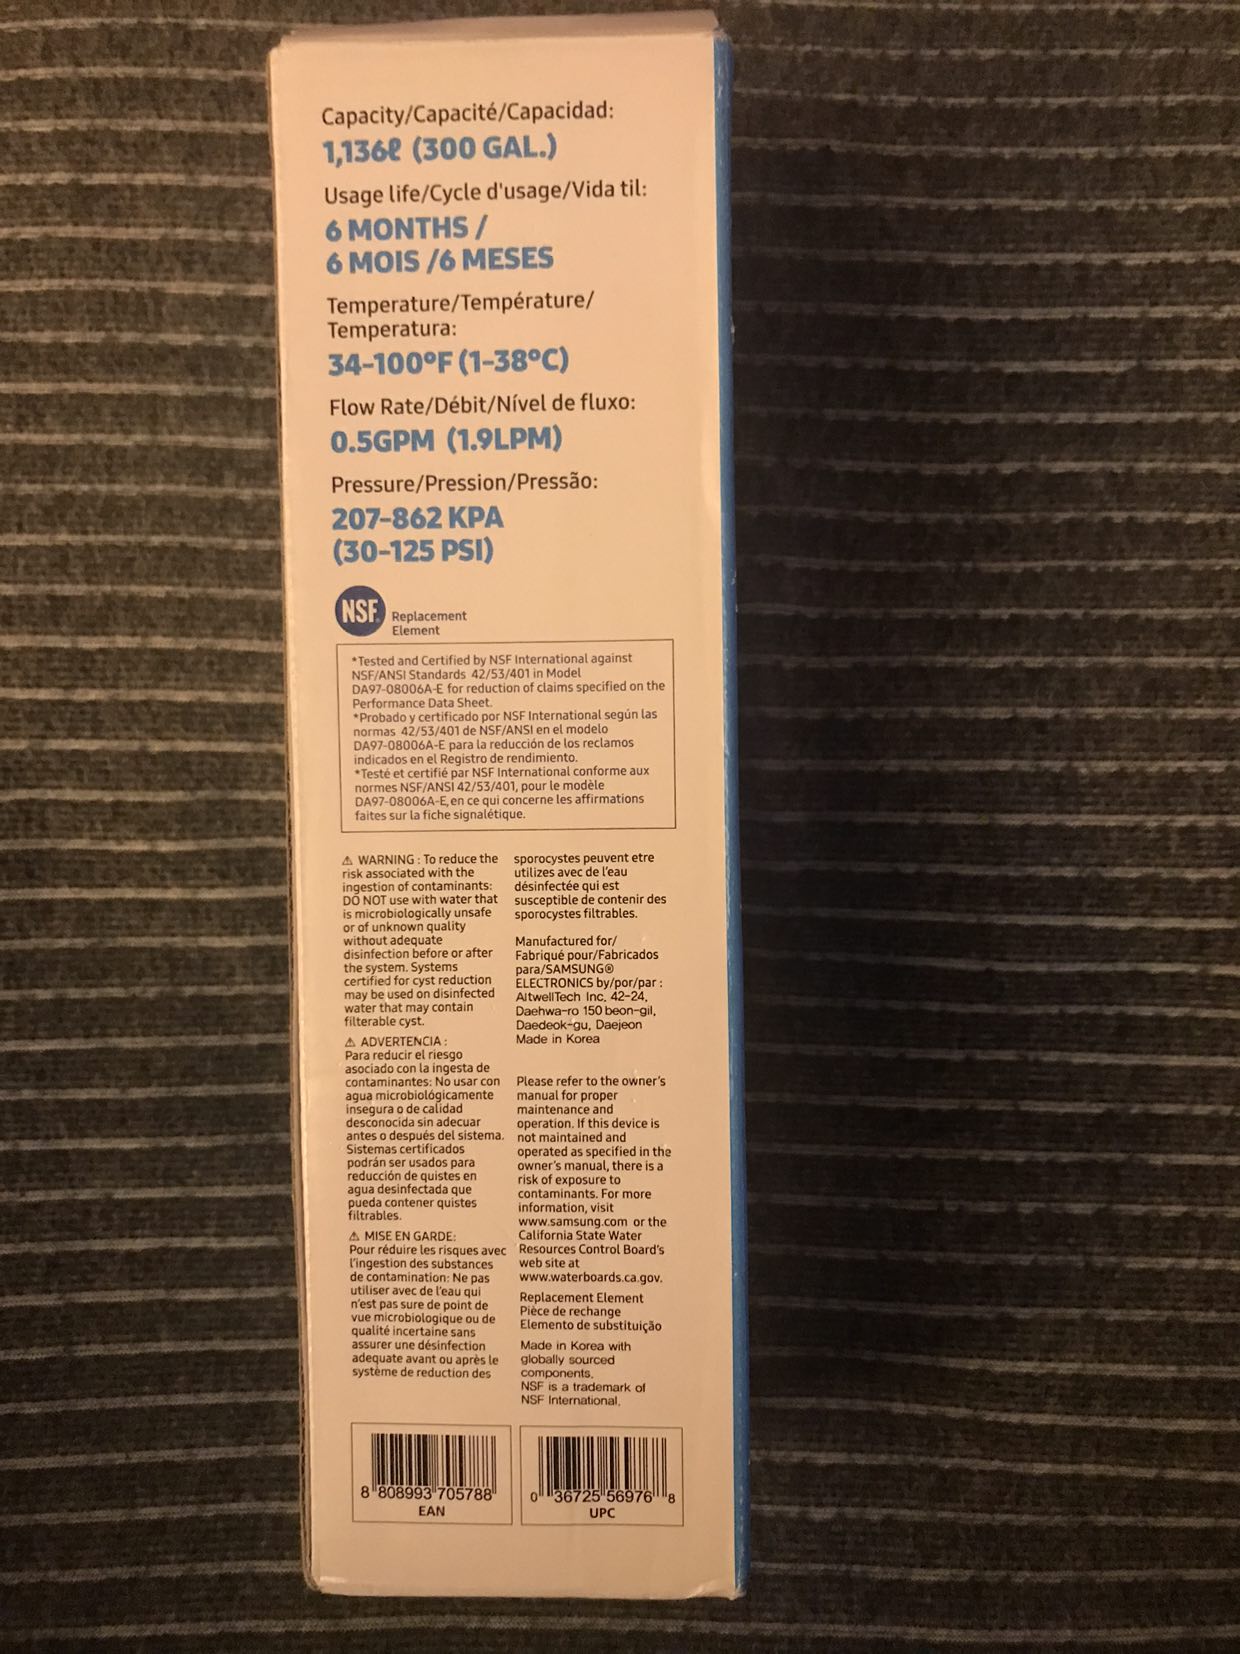 Capacity/Capacité/Capacidad:
1,136ℓ (300 GAL.)
Usage life/Cycle d'usage/Vida til:
6 MONTHS /
6 MOIS /6 MESES
Temperature/Température/
Temperatura:
34-100°F (1-38°C)
Flow Rate/Débit/Nível de fluxo:
0.5GPM (1.9LPM)
Pressure/Pression/Pressão:
207-862 KPA
(30-125 PSI)
NSF®
Replacement
Element
*Tested and Certified by NSF International against
NSF/ANSI Standards 42/53/401 in Model
DA97-08006A-E for reduction of claims specified on the
Performance Data Sheet.
*Probado y certificado por NSF International según las
normas 42/53/401 de NSF/ANSI en el modelo
DA97-08006A-E para la reducción de los reclamos
indicados en el Registro de rendimiento.
*Testé et certifié par NSF International conforme aux
normes NSF/ANSI 42/53/401, pour le modèle
DA97-08006A-E, en ce qui concerne les affirmations
faites sur la fiche signalétique.
⚠ WARNING : To reduce the
risk associated with the
ingestion of contaminants:
DO NOT use with water that
is microbiologically unsafe
or of unknown quality
without adequate
disinfection before or after
the system. Systems
certified for cyst reduction
may be used on disinfected
water that may contain
filterable cyst.
⚠ ADVERTENCIA :
Para reducir el riesgo
asociado con la ingesta de
contaminantes: No usar con
agua microbiológicamente
insegura o de calidad
desconocida sin adecuar
antes o después del sistema.
Sistemas certificados
podrán ser usados para
reducción de quistes en
agua desinfectada que
pueda contener quistes
filtrables.
⚠ MISE EN GARDE:
Pour réduire les risques avec
l'ingestion des substances
de contamination: Ne pas
utiliser avec de l'eau qui
n'est pas sure de point de
vue microbiologique ou de
qualité incertaine sans
assurer une désinfection
adequate avant ou après le
système de reduction des
sporocystes peuvent etre
utilizes avec de l'eau
désinfectée qui est
susceptible de contenir des
sporocystes filtrables.
Manufactured for/
Fabriqué pour/Fabricados
para/SAMSUNG®
ELECTRONICS by/por/par :
AltwellTech Inc. 42-24,
Daehwa-ro 150 beon-gil,
Daedeok-gu, Daejeon
Made in Korea
Please refer to the owner's
manual for proper
maintenance and
operation. If this device is
not maintained and
operated as specified in the
owner's manual, there is a
risk of exposure to
contaminants. For more
information, visit
www.samsung.com or the
California State Water
Resources Control Board's
web site at
www.waterboards.ca.gov.
Replacement Element
Pièce de rechange
Elemento de substituição
Made in Korea with
globally sourced
components.
NSF is a trademark of
NSF International.
8 808993 705788
EAN
0 36725 56976 8
UPC